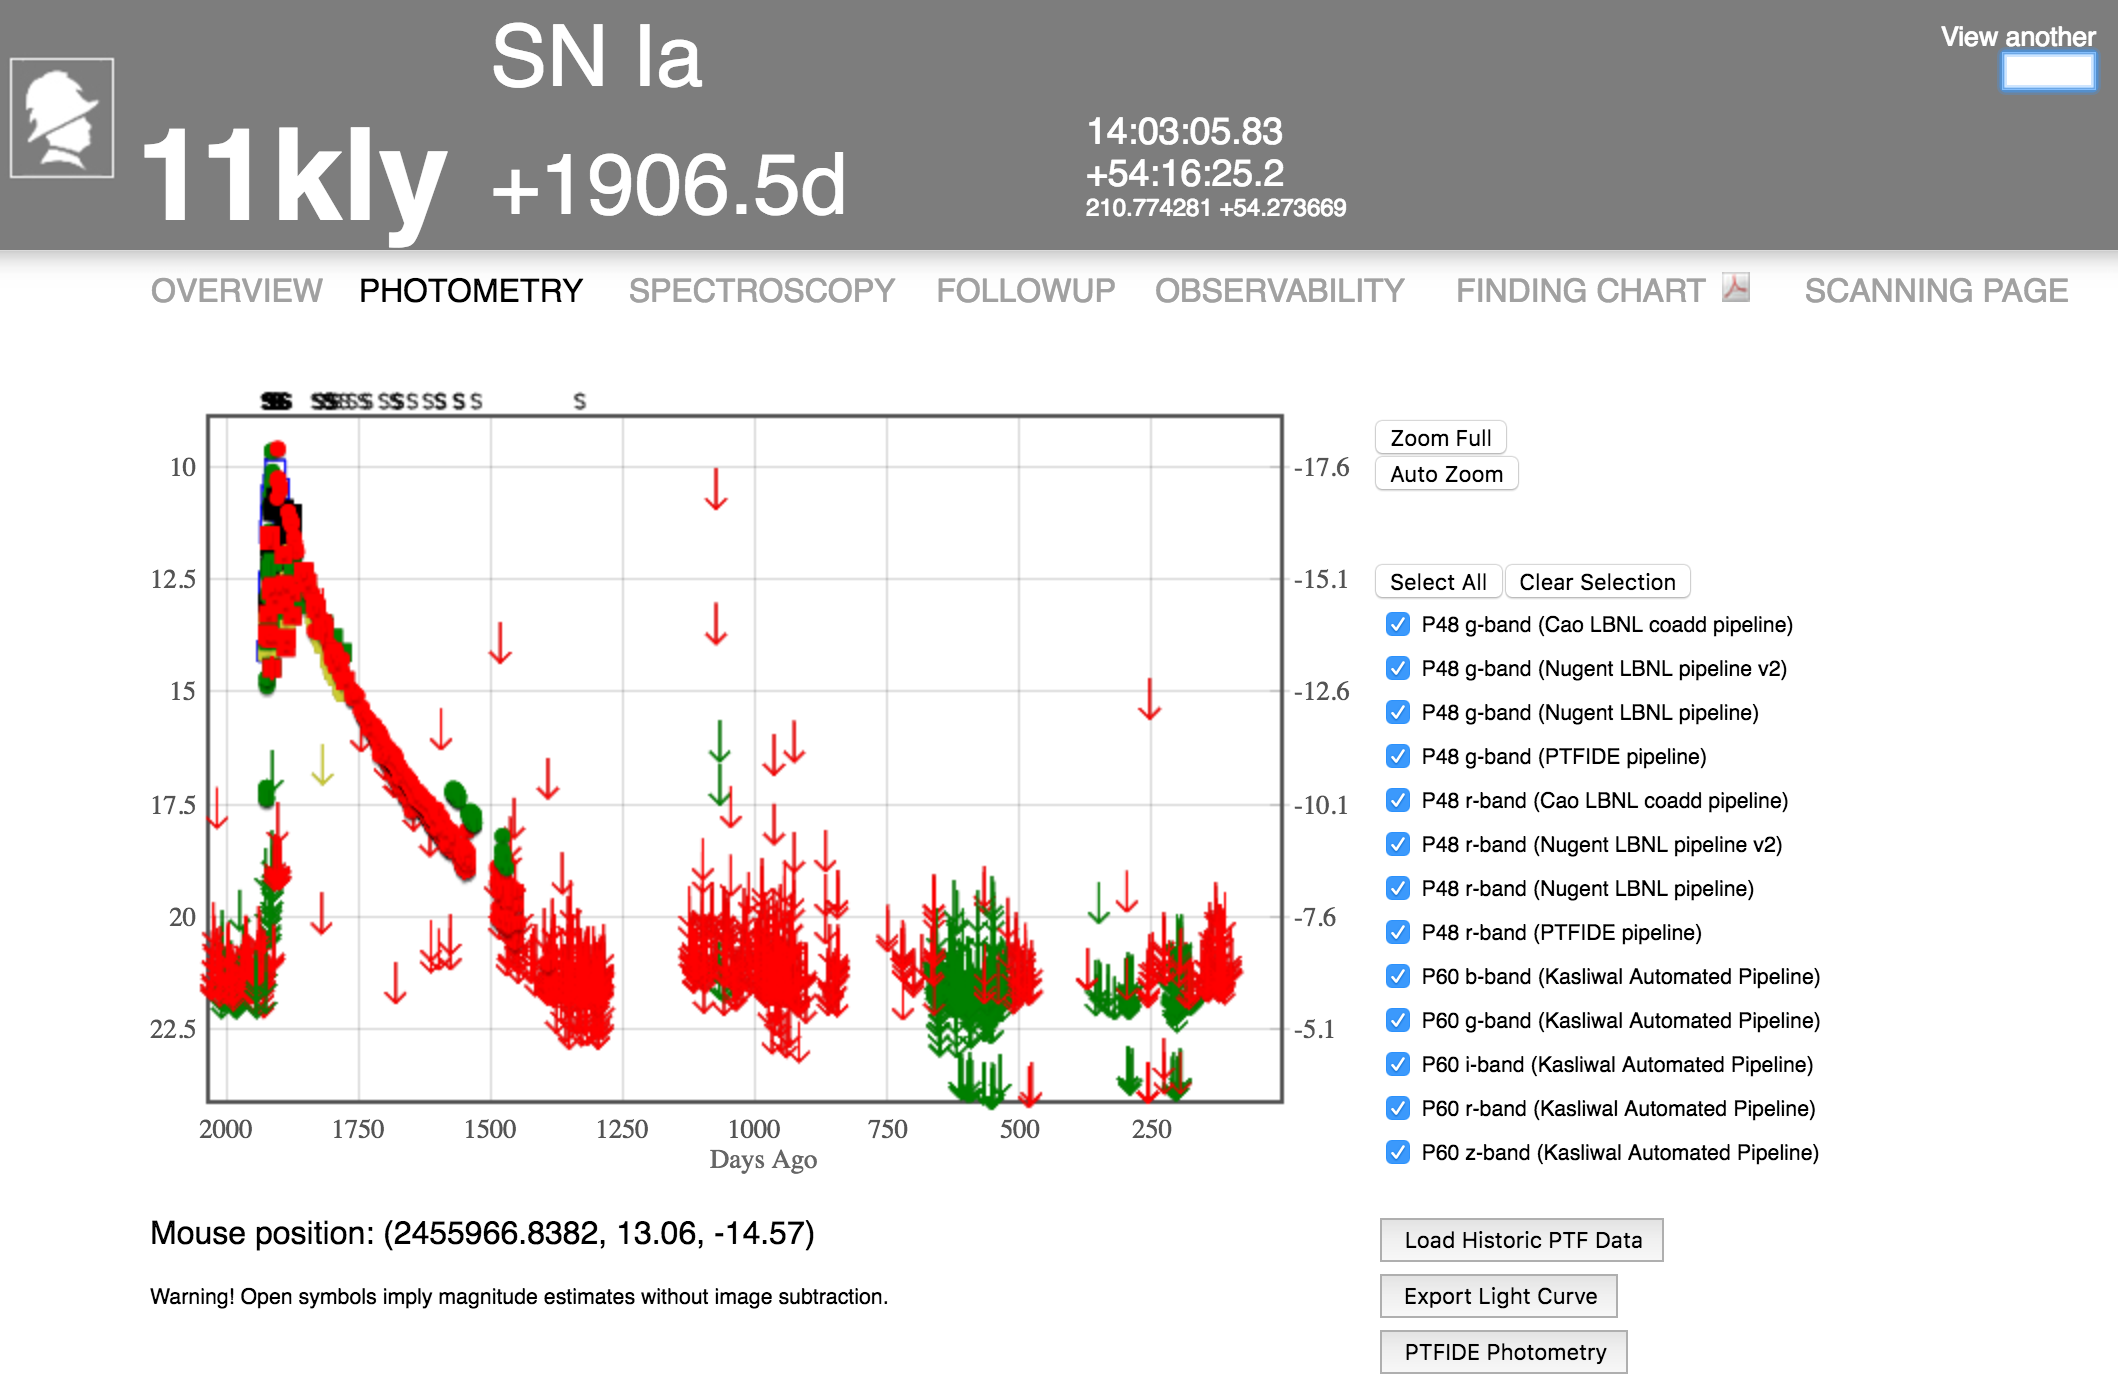 SN Ia
View another
11kly +1906.5d
14:03:05.83
+54:16:25.2
210.774281 +54.273669
OVERVIEW PHOTOMETRY SPECTROSCOPY FOLLOWUP OBSERVABILITY FINDING CHART SCANNING PAGE
S S S S S S S S S S
10 -17.6
12.5 -15.1
15 -12.6
17.5 -10.1
20 -7.6
22.5 -5.1
2000 1750 1500 1250 1000 750 500 250
Days Ago
Zoom Full
Auto Zoom
Select All Clear Selection
P48 g-band (Cao LBNL coadd pipeline)
P48 g-band (Nugent LBNL pipeline v2)
P48 g-band (Nugent LBNL pipeline)
P48 g-band (PTFIDE pipeline)
P48 r-band (Cao LBNL coadd pipeline)
P48 r-band (Nugent LBNL pipeline v2)
P48 r-band (Nugent LBNL pipeline)
P48 r-band (PTFIDE pipeline)
P60 b-band (Kasliwal Automated Pipeline)
P60 g-band (Kasliwal Automated Pipeline)
P60 i-band (Kasliwal Automated Pipeline)
P60 r-band (Kasliwal Automated Pipeline)
P60 z-band (Kasliwal Automated Pipeline)
Mouse position: (2455966.8382, 13.06, -14.57)
Warning! Open symbols imply magnitude estimates without image subtraction.
Load Historic PTF Data
Export Light Curve
PTFIDE Photometry